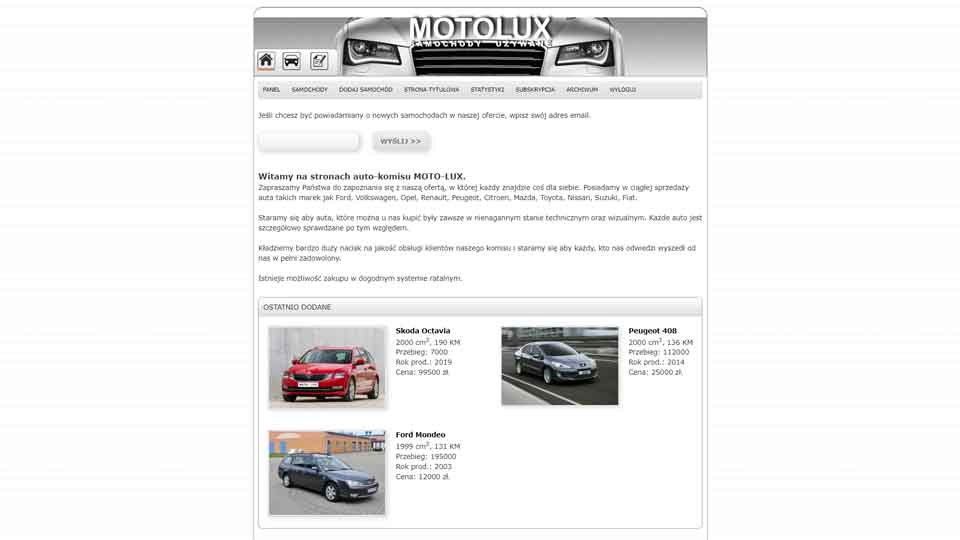 MOTOLUX
SAMOCHODY UŻYWANE
PANEL SAMOCHODY DODAJ SAMOCHÓD STRONA TYTUŁOWA STATYSTYKI SUBSKRYPCJA ARCHIWUM WYLOGUJ
Jeśli chcesz być powiadamiany o nowych samochodach w naszej ofercie, wpisz swój adres email.
WYŚLIJ >>
Witamy na stronach auto-komisu MOTO-LUX.
Zapraszamy Państwa do zapoznania się z naszą ofertą, w której każdy znajdzie coś dla siebie. Posiadamy w ciągłej sprzedaży
auta takich marek jak Ford, Volkswagen, Opel, Renault, Peugeot, Citroen, Mazda, Toyota, Nissan, Suzuki, Fiat.
Staramy się aby auta, które można u nas kupić były zawsze w nienagannym stanie technicznym oraz wizualnym. Każde auto jest
szczegółowo sprawdzane po tym względem.
Kładziemy bardzo duży nacisk na jakość obsługi klientów naszego komisu i staramy się aby każdy, kto nas odwiedzi wyszedł od
nas w pełni zadowolony.
Istnieje możliwość zakupu w dogodnym systemie ratalnym.
OSTATNIO DODANE
Skoda Octavia
2000 cm³, 190 KM
Przebieg: 7000
Rok prod.: 2019
Cena: 99500 zł.
Peugeot 408
2000 cm³, 136 KM
Przebieg: 112000
Rok prod.: 2014
Cena: 25000 zł.
Ford Mondeo
1999 cm³, 131 KM
Przebieg: 195000
Rok prod.: 2003
Cena: 12000 zł.